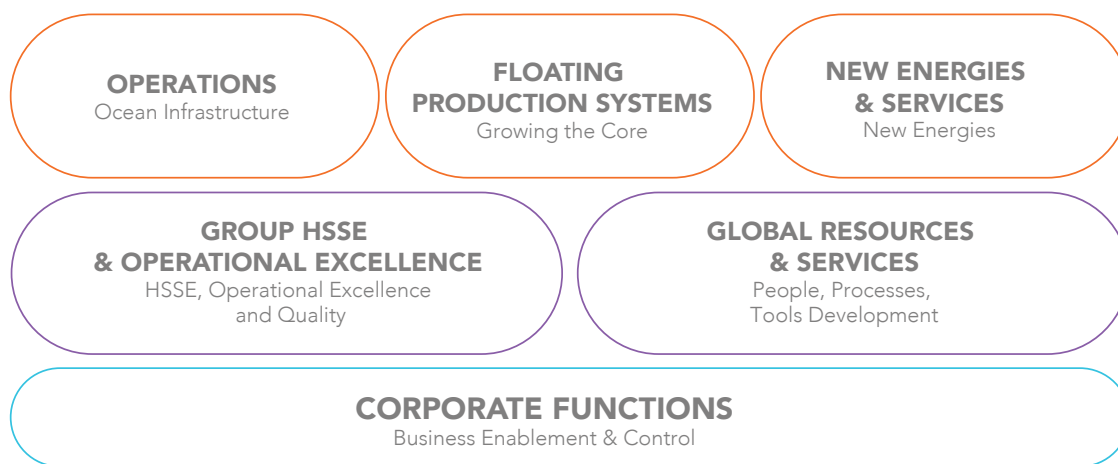 OPERATIONS
Ocean Infrastructure
FLOATING
PRODUCTION SYSTEMS
Growing the Core
NEW ENERGIES
& SERVICES
New Energies
GROUP HSSE
& OPERATIONAL EXCELLENCE
HSSE, Operational Excellence
and Quality
GLOBAL RESOURCES
& SERVICES
People, Processes,
Tools Development
CORPORATE FUNCTIONS
Business Enablement & Control